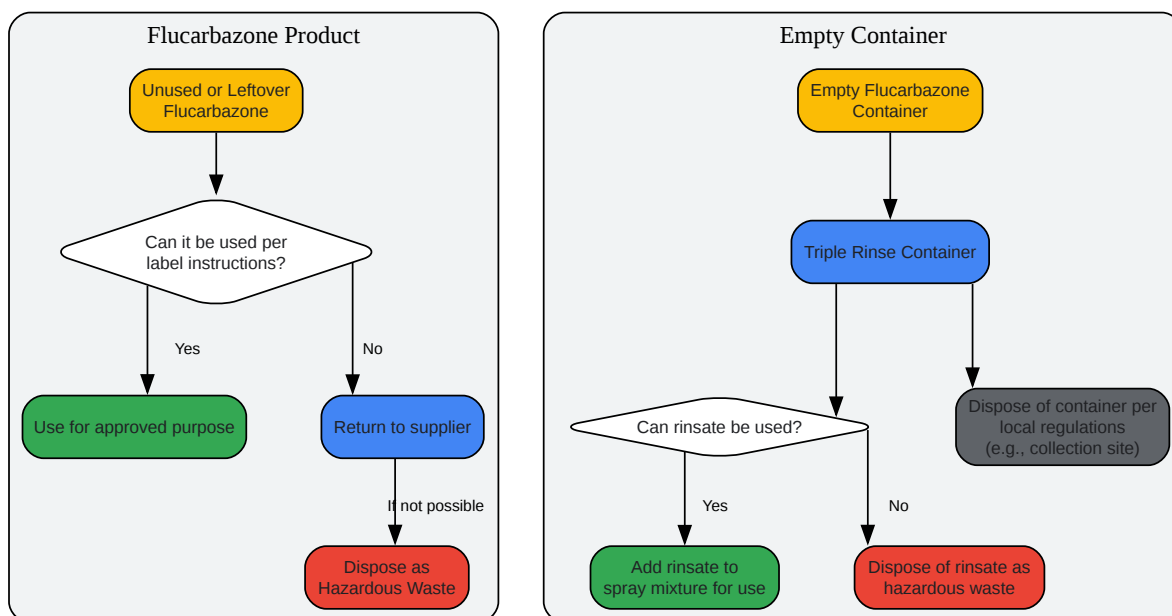 Flucarbazone Product
Unused or Leftover
Flucarbazone
Can it be used per
label instructions?
Yes
No
Use for approved purpose
Return to supplier
If not possible
Dispose as
Hazardous Waste
Empty Container
Empty Flucarbazone
Container
Triple Rinse Container
Can rinsate be used?
Dispose of container per
local regulations
(e.g., collection site)
Yes
No
Add rinsate to
spray mixture for use
Dispose of rinsate as
hazardous waste